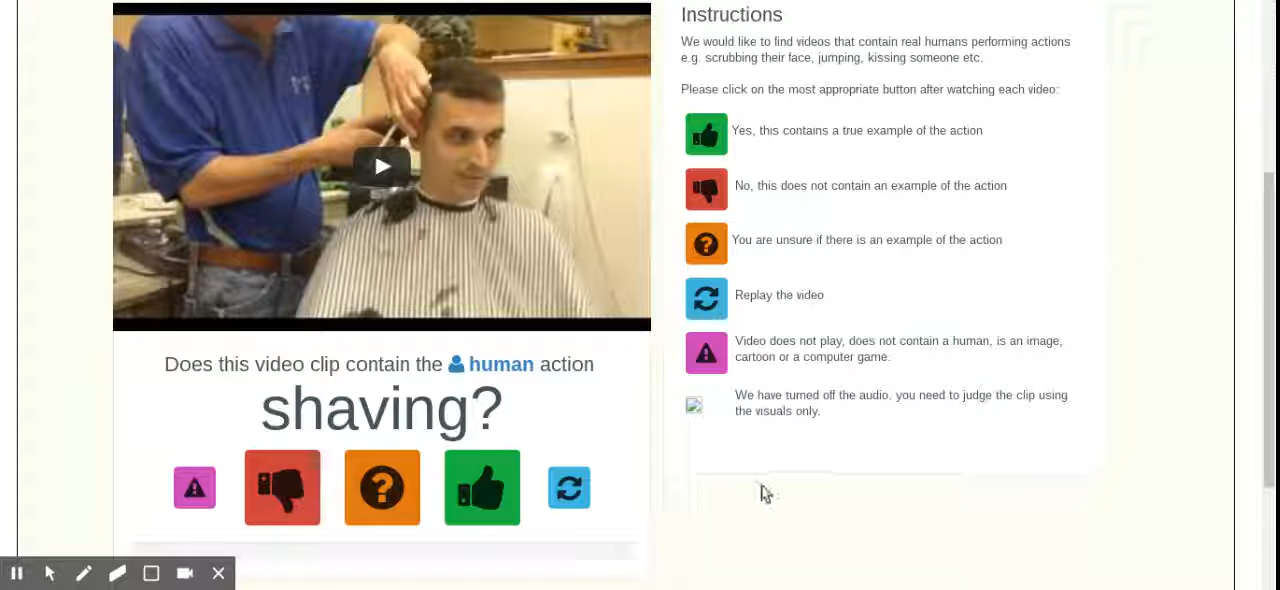 Instructions
We would like to find videos that contain real humans performing actions
e.g. scrubbing their face, jumping, kissing someone etc.
Please click on the most appropriate button after watching each video:
Yes, this contains a true example of the action
No, this does not contain an example of the action
You are unsure if there is an example of the action
Replay the video
Video does not play, does not contain a human, is an image,
cartoon or a computer game.
We have turned off the audio, you need to judge the clip using
the visuals only.
Does this video clip contain the human action
shaving?